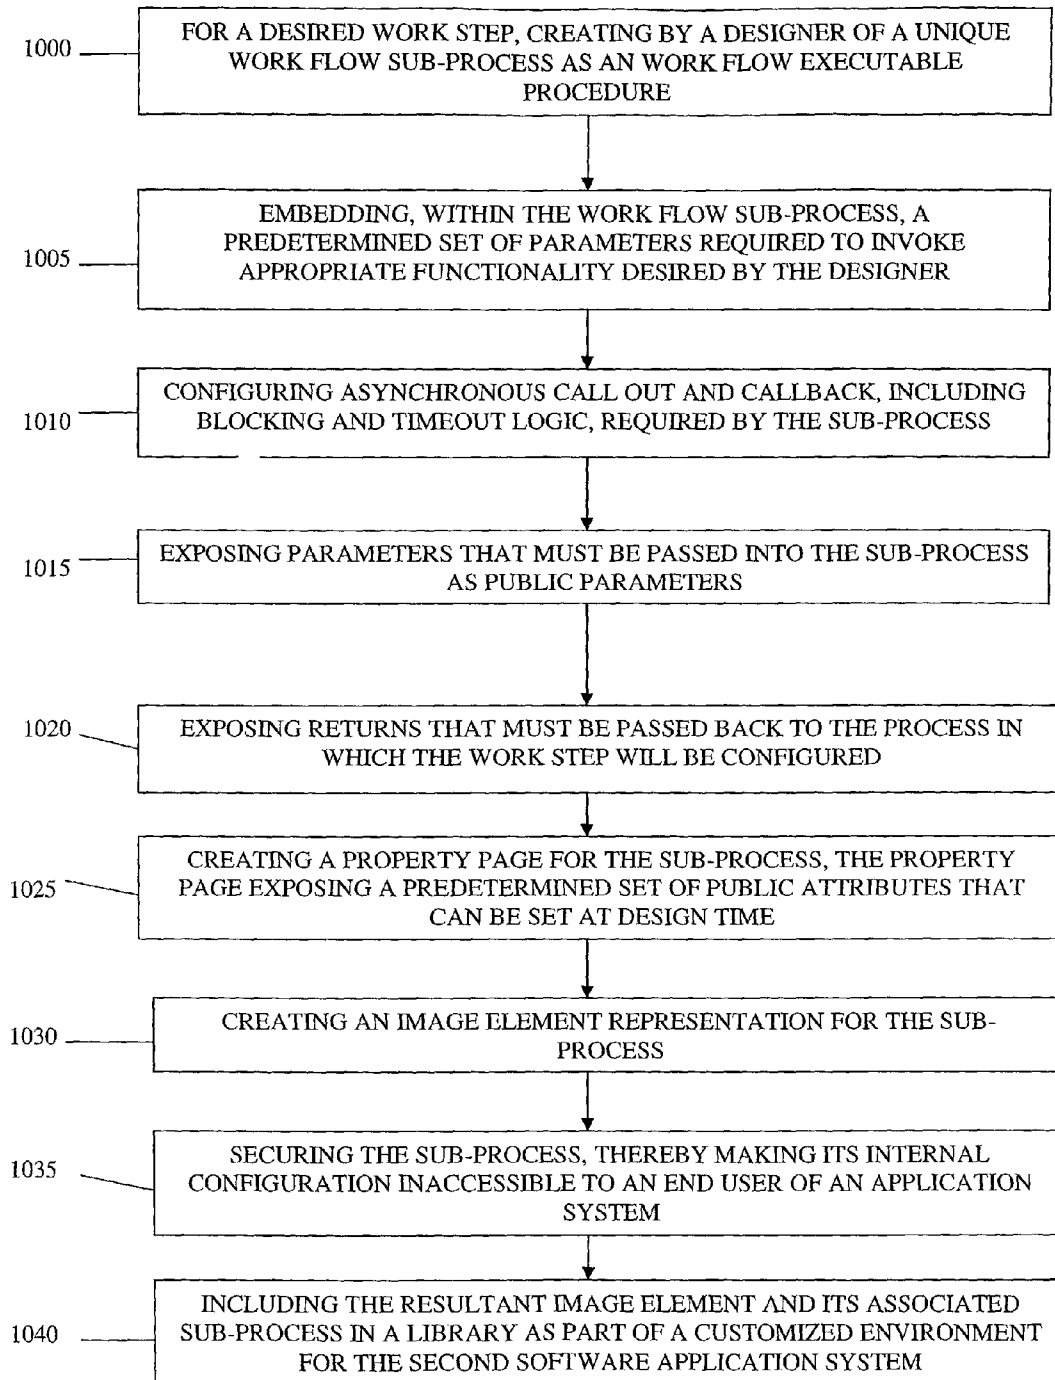 1000
FOR A DESIRED WORK STEP, CREATING BY A DESIGNER OF A UNIQUE
WORK FLOW SUB-PROCESS AS AN WORK FLOW EXECUTABLE
PROCEDURE
1005
EMBEDDING, WITHIN THE WORK FLOW SUB-PROCESS, A
PREDETERMINED SET OF PARAMETERS REQUIRED TO INVOKE
APPROPRIATE FUNCTIONALITY DESIRED BY THE DESIGNER
1010
CONFIGURING ASYNCHRONOUS CALL OUT AND CALLBACK, INCLUDING
BLOCKING AND TIMEOUT LOGIC, REQUIRED BY THE SUB-PROCESS
1015
EXPOSING PARAMETERS THAT MUST BE PASSED INTO THE SUB-PROCESS
AS PUBLIC PARAMETERS
1020
EXPOSING RETURNS THAT MUST BE PASSED BACK TO THE PROCESS IN
WHICH THE WORK STEP WILL BE CONFIGURED
1025
CREATING A PROPERTY PAGE FOR THE SUB-PROCESS, THE PROPERTY
PAGE EXPOSING A PREDETERMINED SET OF PUBLIC ATTRIBUTES THAT
CAN BE SET AT DESIGN TIME
1030
CREATING AN IMAGE ELEMENT REPRESENTATION FOR THE SUB-
PROCESS
1035
SECURING THE SUB-PROCESS, THEREBY MAKING ITS INTERNAL
CONFIGURATION INACCESSIBLE TO AN END USER OF AN APPLICATION
SYSTEM
1040
INCLUDING THE RESULTANT IMAGE ELEMENT AND ITS ASSOCIATED
SUB-PROCESS IN A LIBRARY AS PART OF A CUSTOMIZED ENVIRONMENT
FOR THE SECOND SOFTWARE APPLICATION SYSTEM